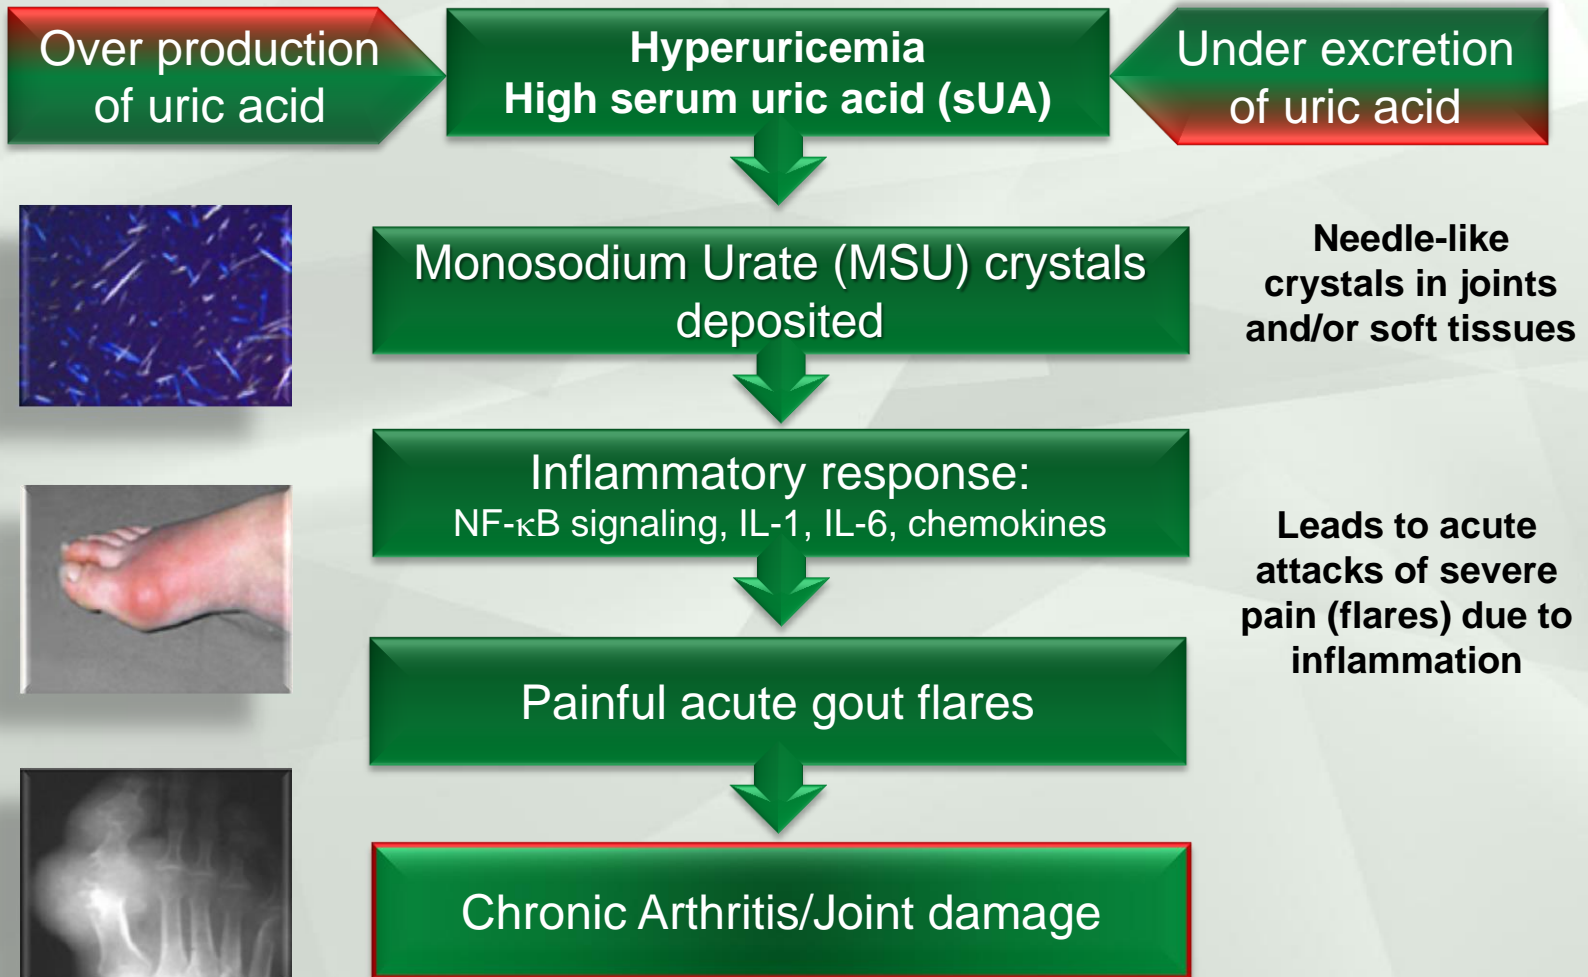 Over production
of uric acid
Hyperuricemia
High serum uric acid (sUA)
Under excretion
of uric acid
Monosodium Urate (MSU) crystals
deposited
Needle-like
crystals in joints
and/or soft tissues
Inflammatory response:
NF-κB signaling, IL-1, IL-6, chemokines
Leads to acute
attacks of severe
pain (flares) due to
inflammation
Painful acute gout flares
Chronic Arthritis/Joint damage